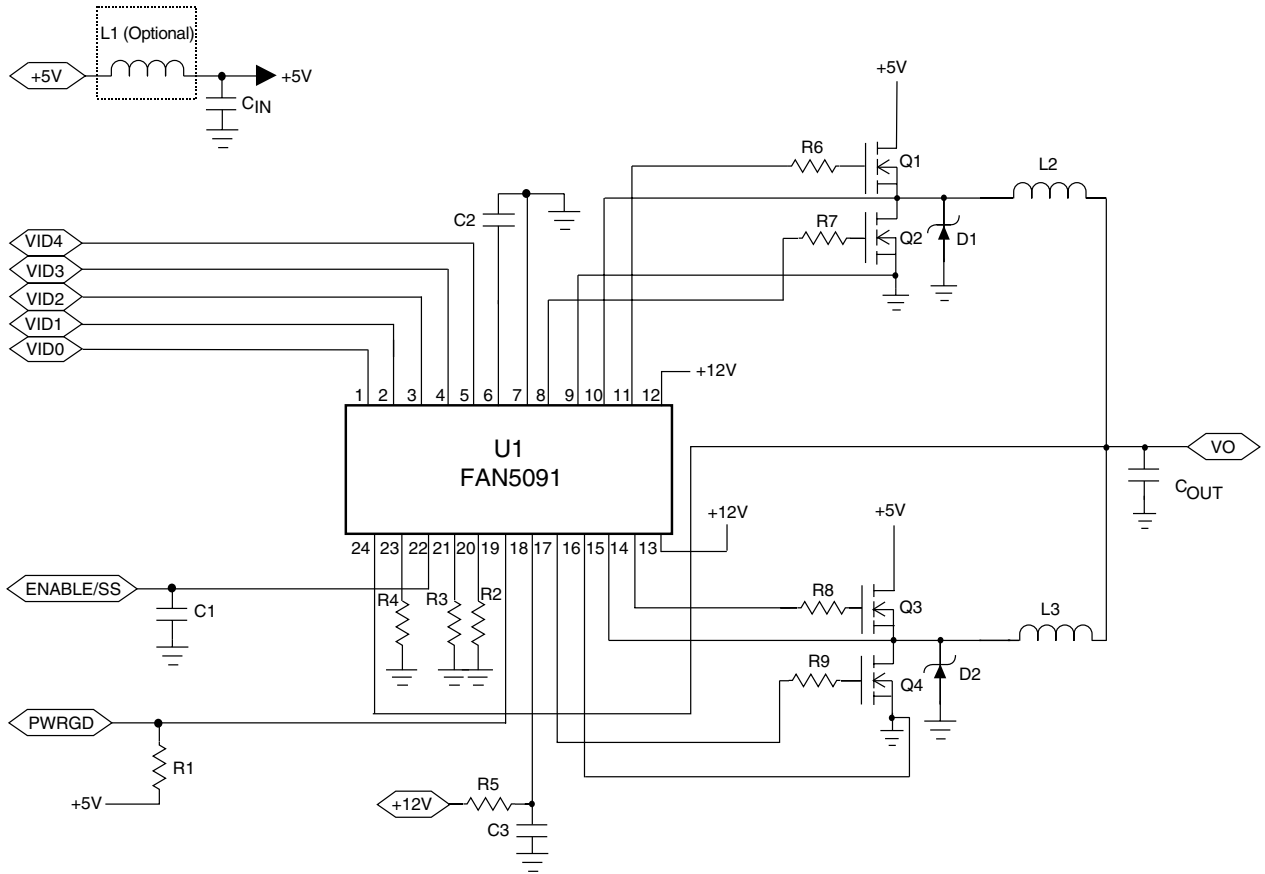 L1 (Optional)
+5V
+5V
CIN
+5V
R6
Q1
L2
C2
R7
Q2
D1
VID4
VID3
VID2
VID1
VID0
+12V
1 2 3 4 5 6 7 8 9 10 11 12
U1
FAN5091
VO
COUT
+12V
+5V
24 23 22 21 20 19 18 17 16 15 14 13
ENABLE/SS
C1
R4
R3
R2
R8
Q3
L3
R9
Q4
D2
PWRGD
R1
+5V
R5
+12V
C3